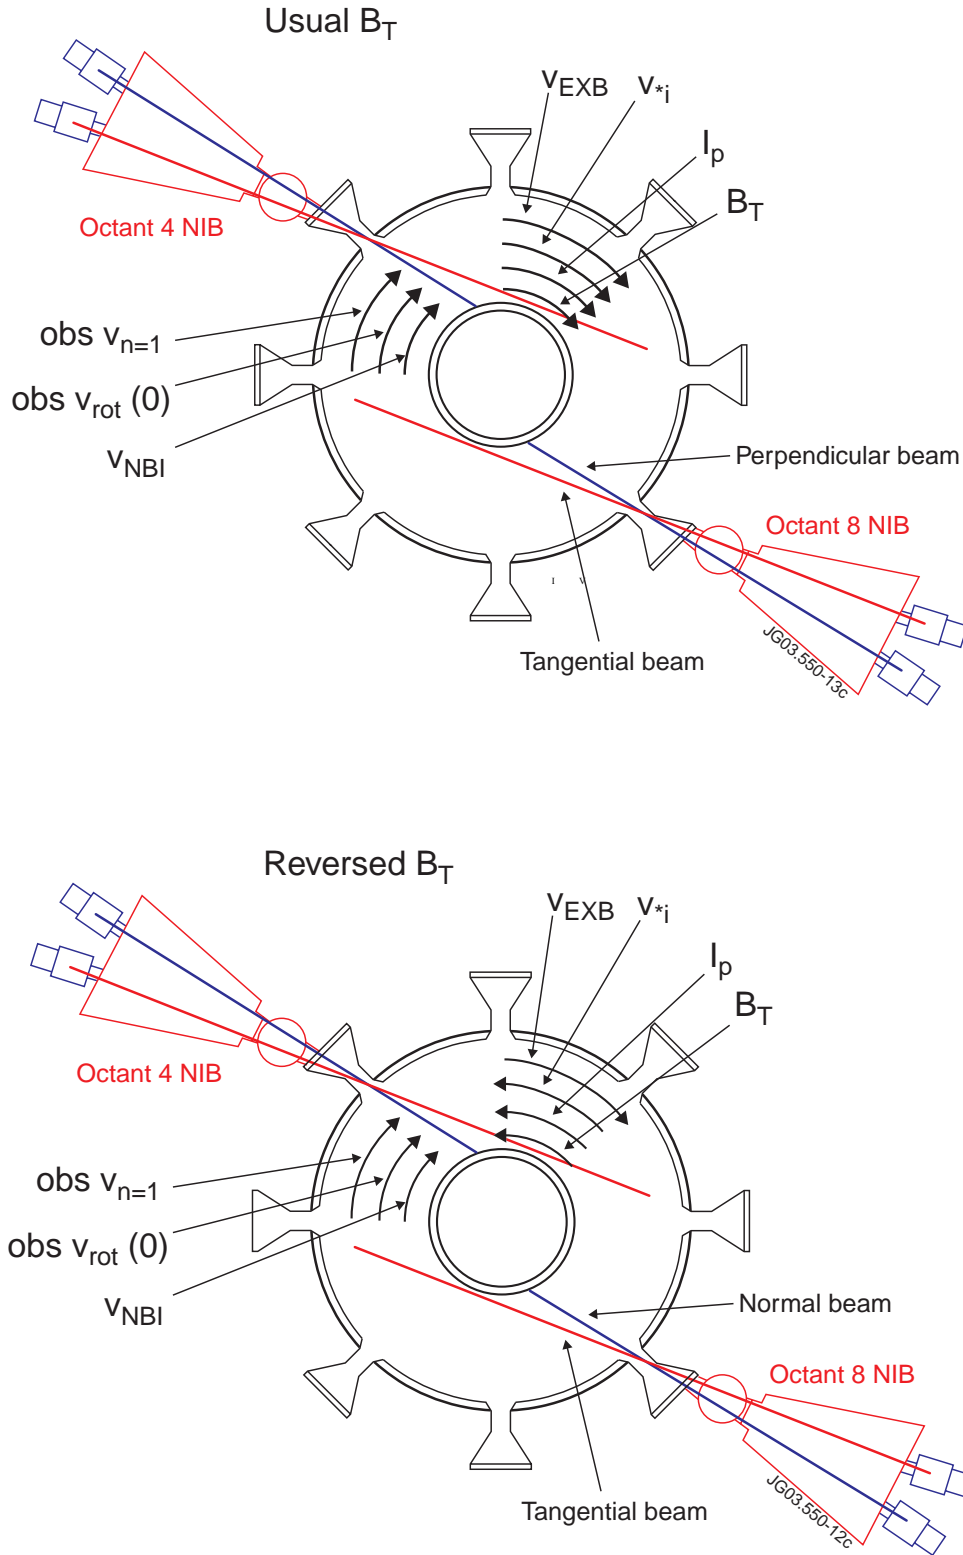 Usual B_T
v_EXB
v_*i
I_p
B_T
Octant 4 NIB
obs v_n=1
obs v_rot (0)
v_NBI
Perpendicular beam
Octant 8 NIB
I V
Tangential beam
JG03.550-13c
Reversed B_T
v_EXB
v_*i
I_p
B_T
Octant 4 NIB
obs v_n=1
obs v_rot (0)
v_NBI
Normal beam
Octant 8 NIB
Tangential beam
JG03.550-12c